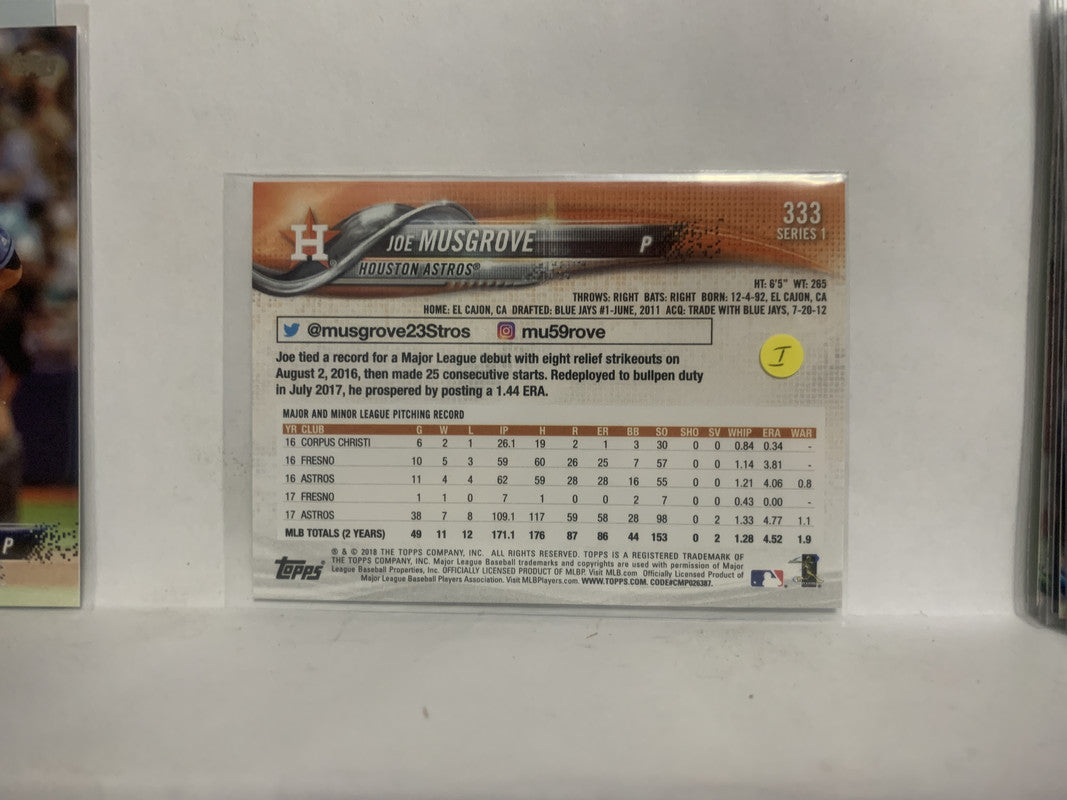 333
SERIES 1
H
JOE MUSGROVE P
HOUSTON ASTROS®
HT: 6'5" WT: 265
THROWS: RIGHT BATS: RIGHT BORN: 12-4-92, EL CAJON, CA
HOME: EL CAJON, CA DRAFTED: BLUE JAYS #1-JUNE, 2011 ACQ: TRADE WITH BLUE JAYS, 7-20-12
@musgrove23Stros mu59rove
I
Joe tied a record for a Major League debut with eight relief strikeouts on
August 2, 2016, then made 25 consecutive starts. Redeployed to bullpen duty
in July 2017, he prospered by posting a 1.44 ERA.
MAJOR AND MINOR LEAGUE PITCHING RECORD
YR CLUB G W L IP H R ER BB SO SHO SV WHIP ERA WAR
16 CORPUS CHRISTI 6 2 1 26.1 19 2 1 3 30 0 0 0.84 0.34 -
16 FRESNO 10 5 3 59 60 26 25 7 57 0 0 1.14 3.81 -
16 ASTROS 11 4 4 62 59 28 28 16 55 0 0 1.21 4.06 0.8
17 FRESNO 1 1 0 7 1 0 0 2 7 0 0 0.43 0.00 -
17 ASTROS 38 7 8 109.1 117 59 58 28 98 0 2 1.33 4.77 1.1
MLB TOTALS (2 YEARS) 49 11 12 171.1 176 87 86 44 153 0 2 1.28 4.52 1.9
® & © 2018 THE TOPPS COMPANY, INC. ALL RIGHTS RESERVED. TOPPS IS A REGISTERED TRADEMARK OF
THE TOPPS COMPANY, INC. Major League Baseball trademarks and copyrights are used with permission of Major
League Baseball Properties, Inc. OFFICIALLY LICENSED PRODUCT OF MLBP. Visit MLB.com Officially Licensed Product of
Major League Baseball Players Association. Visit MLBPlayers.com. WWW.TOPPS.COM. CODE#CMP026387.
Topps
P